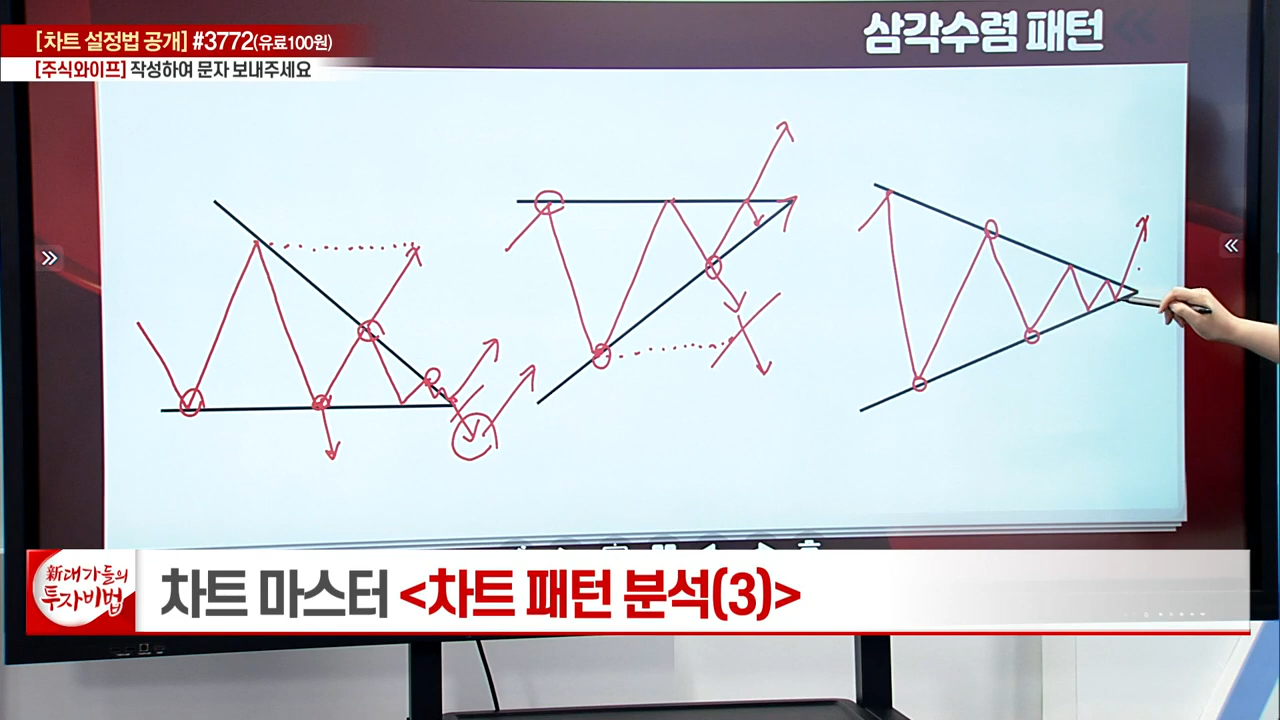 [차트 설정법 공개] #3772(유료100원)
[주식와이프] 작성하여 문자 보내주세요
삼각수렴 패턴
新대가들의
투자비법
차트 마스터 <차트 패턴 분석(3)>